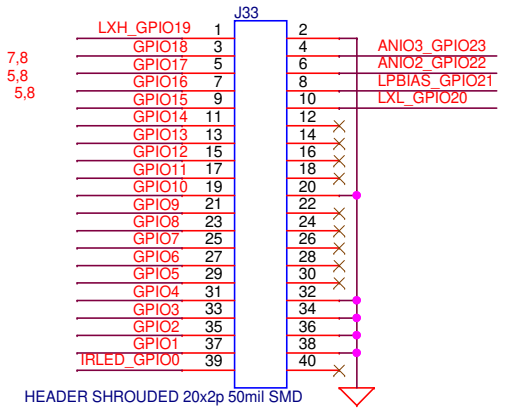 J33
LXH_GPIO19 1 2
GPIO18 3 4 ANIO3_GPIO23
7,8 GPIO17 5 6 ANIO2_GPIO22
5,8 GPIO16 7 8 LPBIAS_GPIO21
5,8 GPIO15 9 10 LXL_GPIO20
GPIO14 11 12
GPIO13 13 14
GPIO12 15 16
GPIO11 17 18
GPIO10 19 20
GPIO9 21 22
GPIO8 23 24
GPIO7 25 26
GPIO6 27 28
GPIO5 29 30
GPIO4 31 32
GPIO3 33 34
GPIO2 35 36
GPIO1 37 38
IRLED_GPIO0 39 40
HEADER SHROUDED 20x2p 50mil SMD